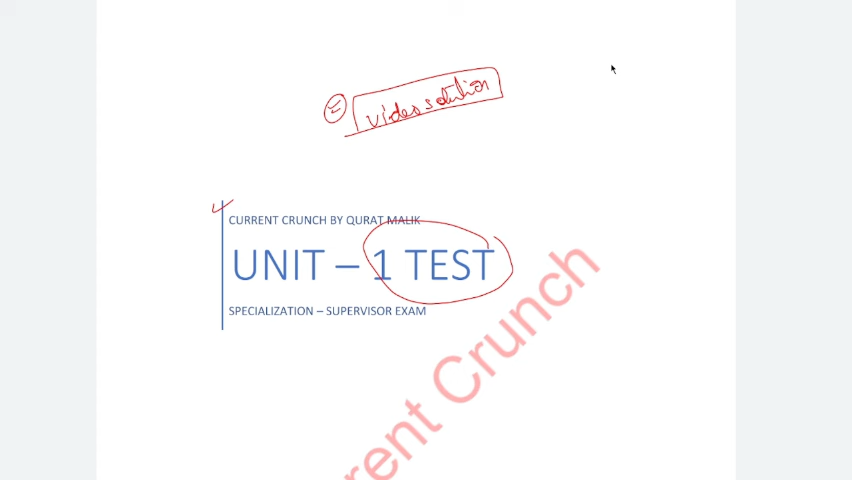 video solution
CURRENT CRUNCH BY QURAT MALIK
UNIT – 1 TEST
SPECIALIZATION – SUPERVISOR EXAM
rent Crunch